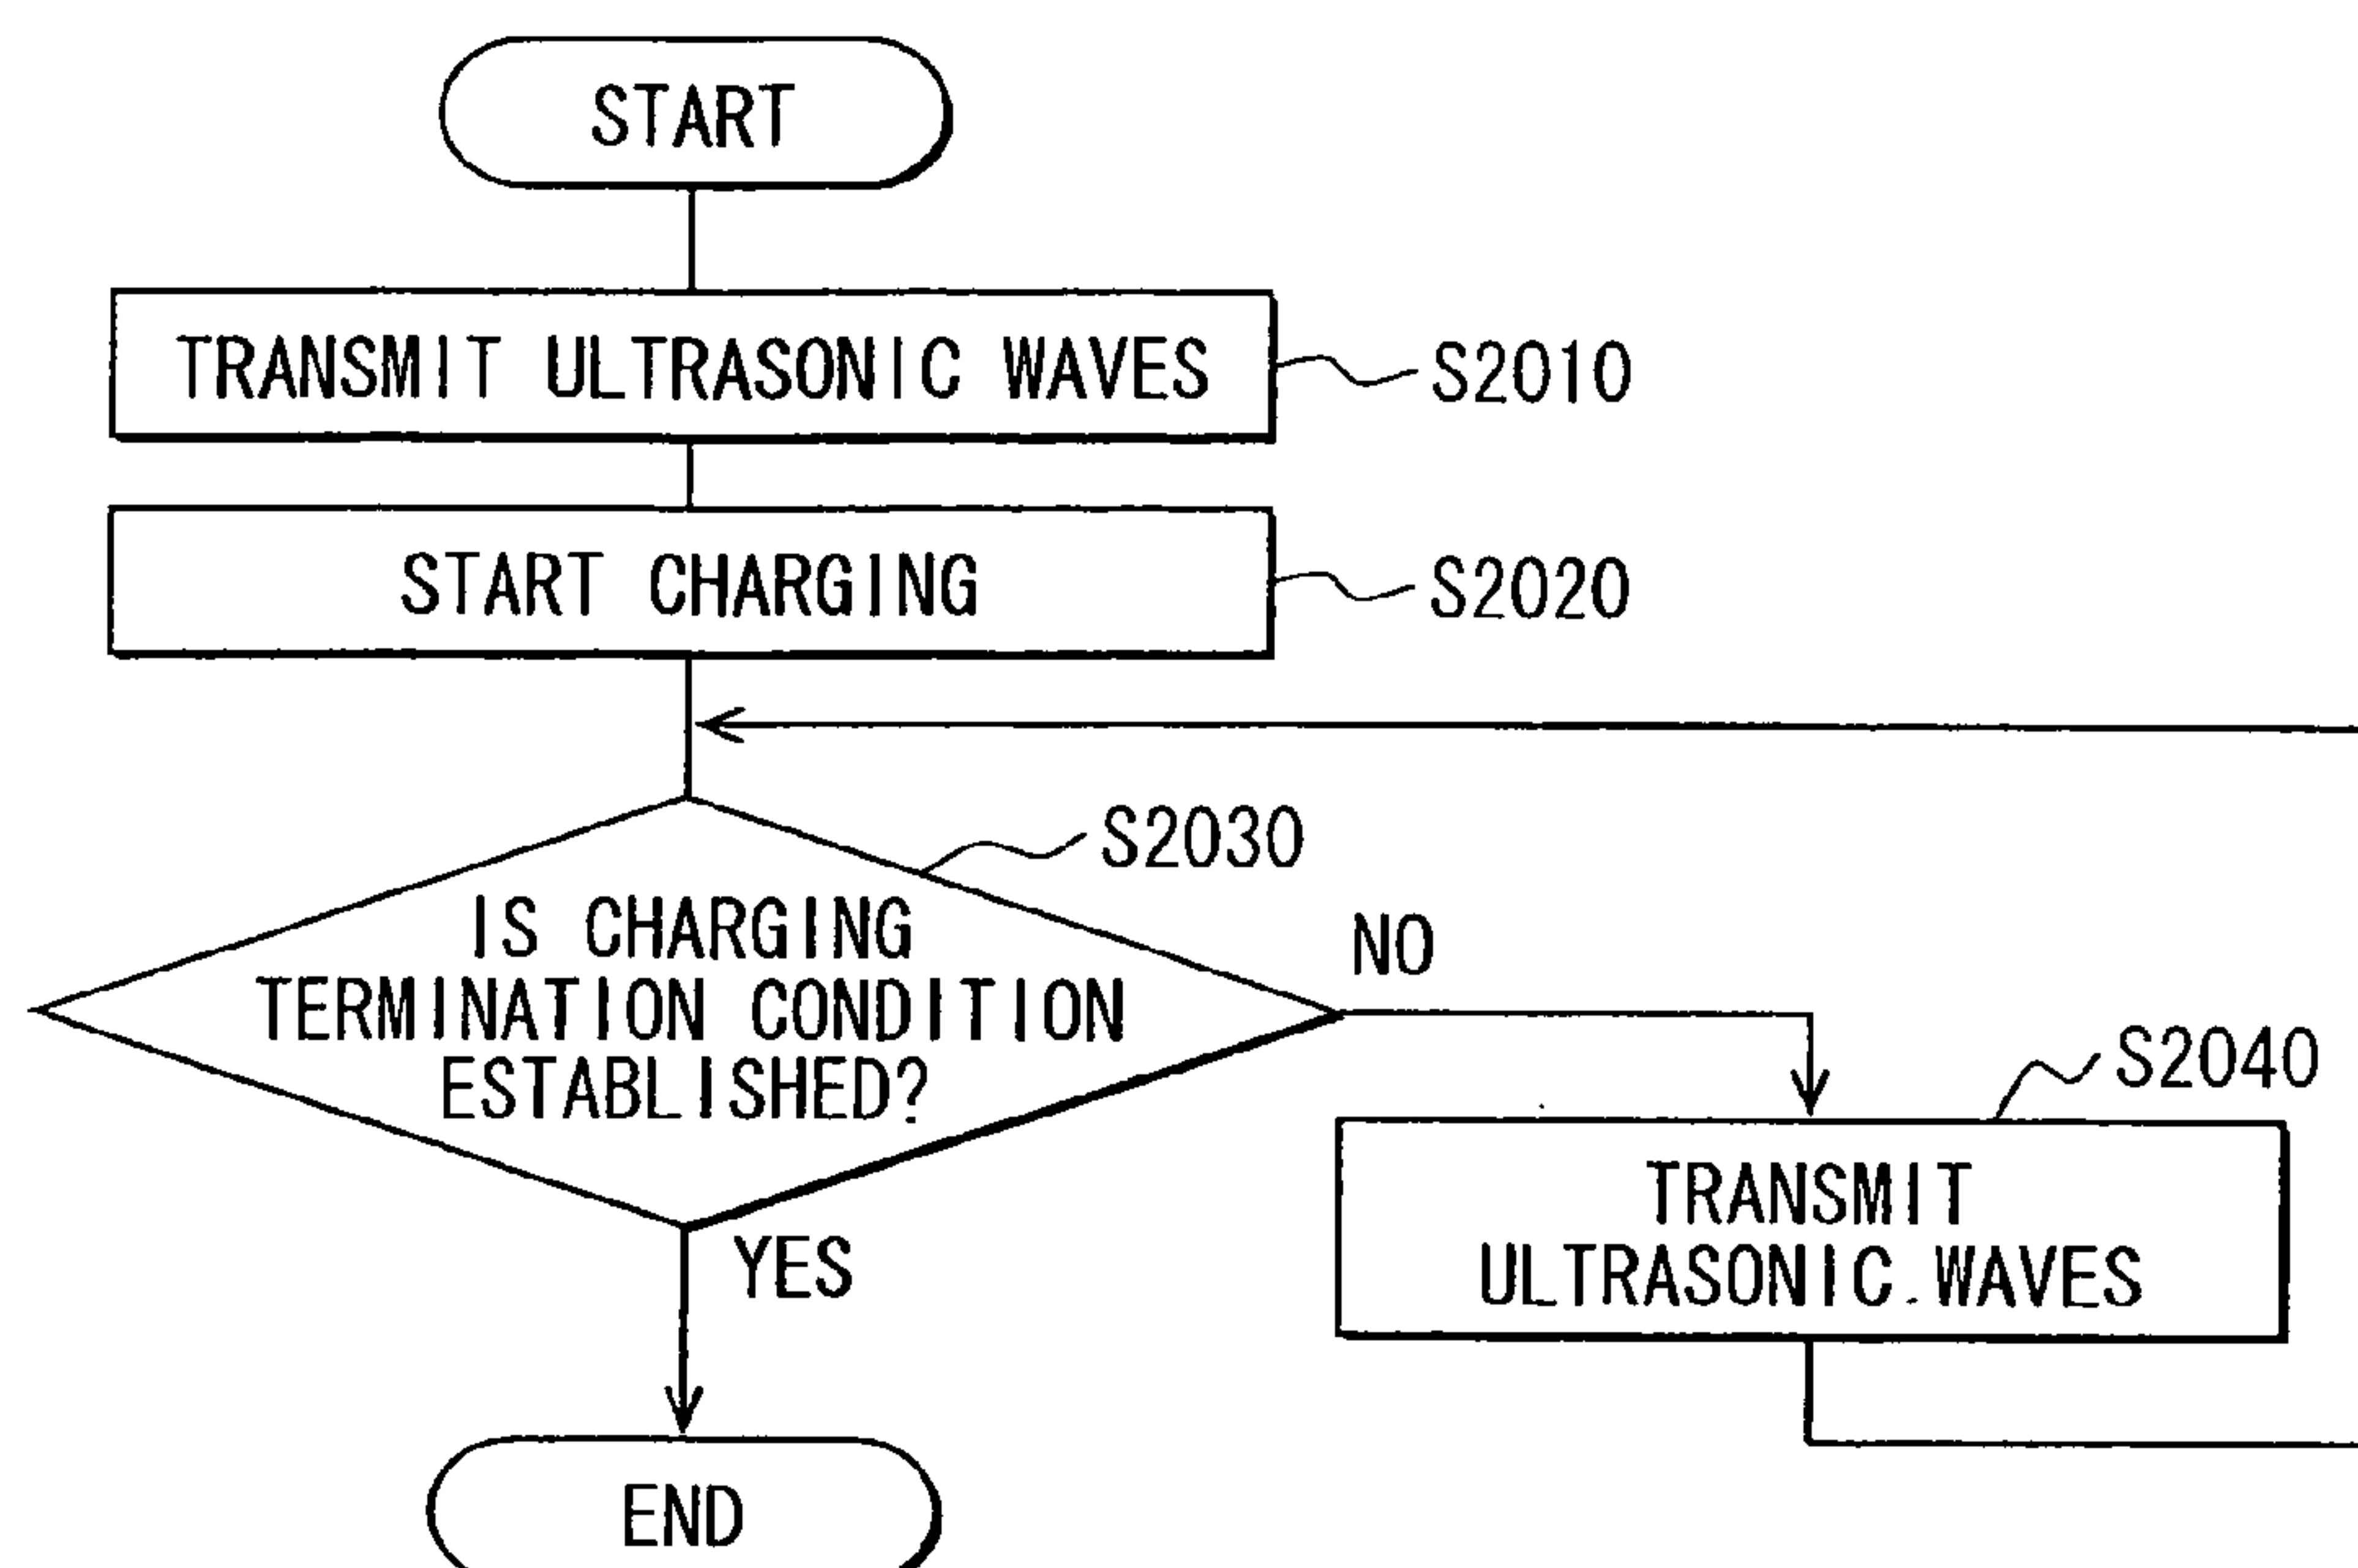 START
TRANSMIT ULTRASONIC WAVES
S2010
START CHARGING
S2020
S2030
IS CHARGING
TERMINATION CONDITION
ESTABLISHED?
NO
S2040
TRANSMIT
ULTRASONIC WAVES
YES
END